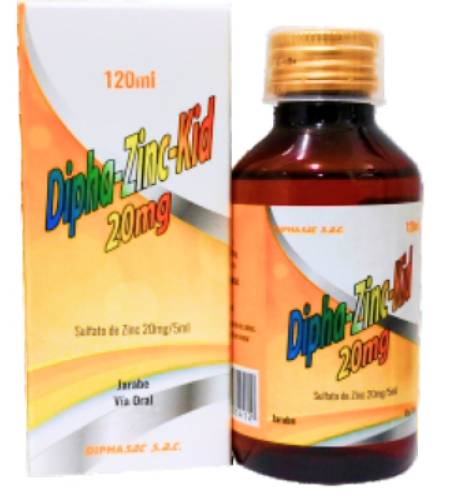 120ml
Dipha-Zinc-Kid
20mg
Sulfato de Zinc 20mg/5ml
Jarabe
Vía Oral
DIPHASAC S.A.C.
DIPHASAC S.A.C.
120ml
Dipha-Zinc-Kid
20mg
Sulfato de Zinc 20mg/5ml
Jarabe